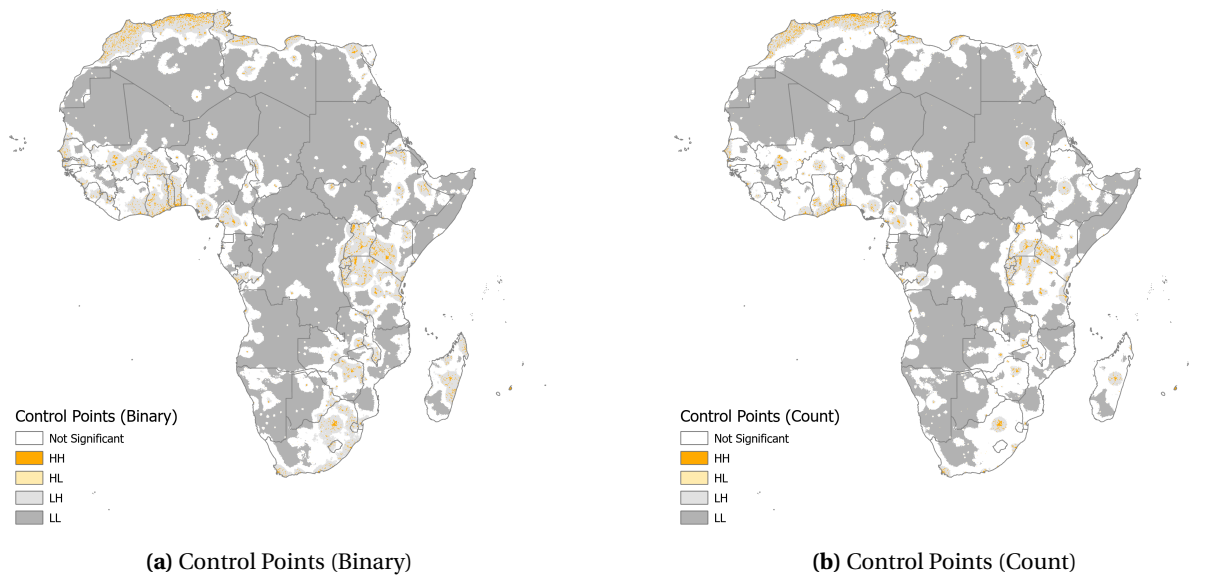 Control Points (Binary)
Not Significant
HH
HL
LH
LL
(a) Control Points (Binary)
Control Points (Count)
Not Significant
HH
HL
LH
LL
(b) Control Points (Count)